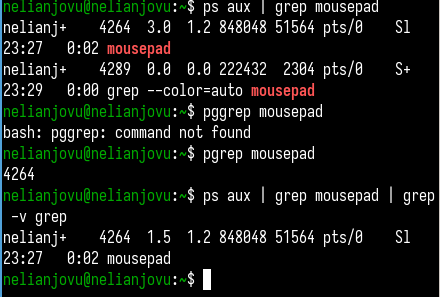 nelianjovu@nelianjovu:~$ ps aux | grep mousepad
nelianj+    4264  3.0  1.2 848048 51564 pts/0    Sl
23:27   0:02 mousepad
nelianj+    4289  0.0  0.0 222432  2304 pts/0    S+
23:29   0:00 grep --color=auto mousepad
nelianjovu@nelianjovu:~$ pggrep mousepad
bash: pggrep: command not found
nelianjovu@nelianjovu:~$ pgrep mousepad
4264
nelianjovu@nelianjovu:~$ ps aux | grep mousepad | grep
 -v grep
nelianj+    4264  1.5  1.2 848048 51564 pts/0    Sl
23:27   0:02 mousepad
nelianjovu@nelianjovu:~$